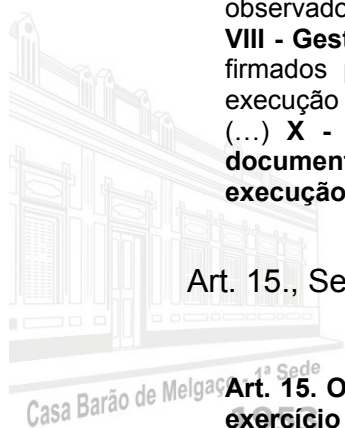 observado
VIII - Gest
firmados p
execução
(…) X -
document
execução
Art. 15., Se
Casa Barão de Melgaço - 1ª Sede
Art. 15. O
exercício